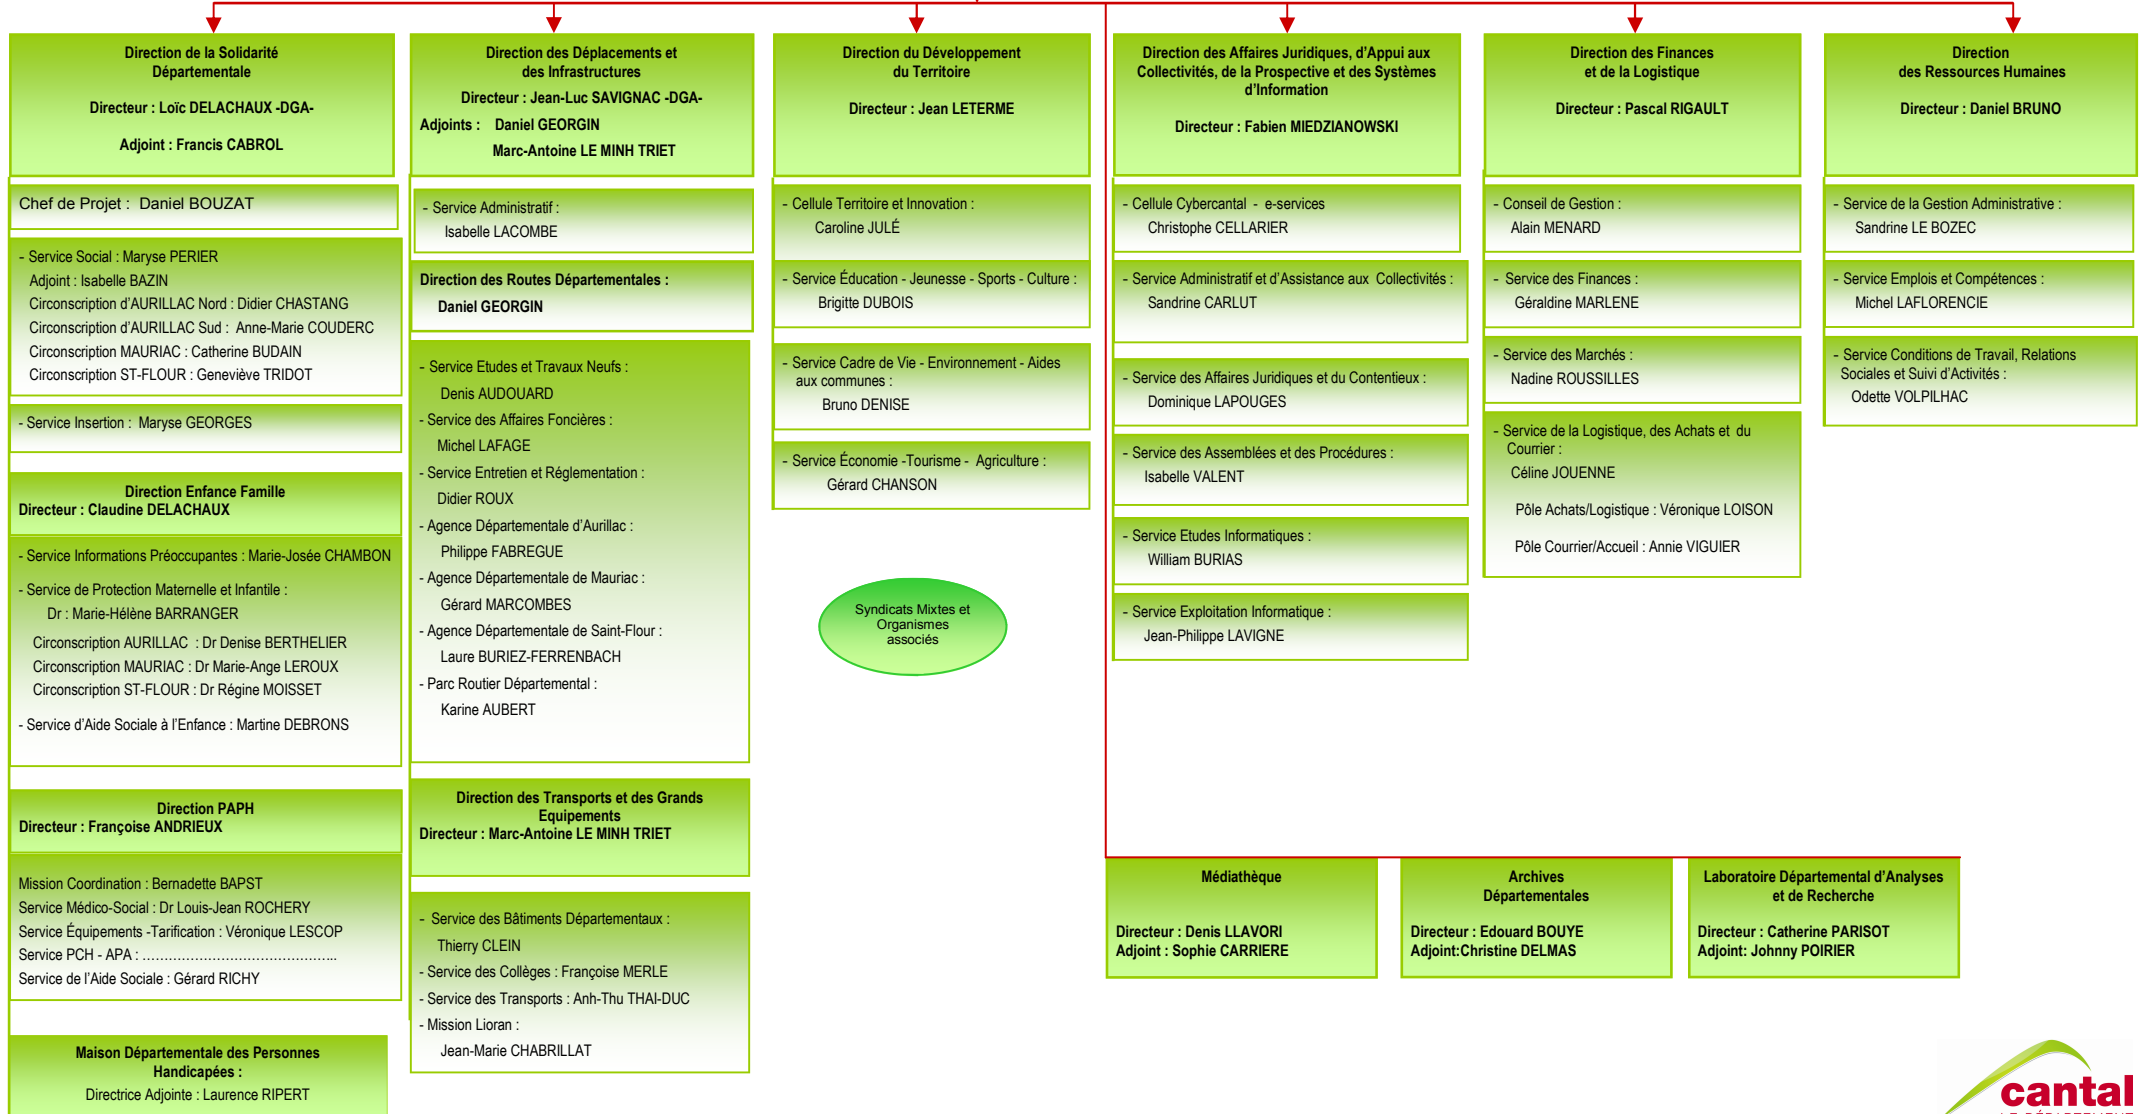 Direction de la Solidarité
Départementale
Directeur : Loïc DELACHAUX -DGA-
Adjoint : Francis CABROL
Chef de Projet : Daniel BOUZAT
- Service Social : Maryse PERIER
Adjoint : Isabelle BAZIN
Circonscription d'AURILLAC Nord : Didier CHASTANG
Circonscription d'AURILLAC Sud : Anne-Marie COUDERC
Circonscription MAURIAC : Catherine BUDAIN
Circonscription ST-FLOUR : Geneviève TRIDOT
- Service Insertion : Maryse GEORGES
Direction Enfance Famille
Directeur : Claudine DELACHAUX
- Service Informations Préoccupantes : Marie-Josée CHAMBON
- Service de Protection Maternelle et Infantile :
Dr : Marie-Hélène BARRANGER
Circonscription AURILLAC : Dr Denise BERTHELIER
Circonscription MAURIAC : Dr Marie-Ange LEROUX
Circonscription ST-FLOUR : Dr Régine MOISSET
- Service d'Aide Sociale à l'Enfance : Martine DEBRONS
Direction PAPH
Directeur : Françoise ANDRIEUX
Mission Coordination : Bernadette BAPST
Service Médico-Social : Dr Louis-Jean ROCHERY
Service Équipements -Tarification : Véronique LESCOP
Service PCH - APA : ……………………………………..
Service de l'Aide Sociale : Gérard RICHY
Maison Départementale des Personnes
Handicapées :
Directrice Adjointe : Laurence RIPERT
Direction des Déplacements et
des Infrastructures
Directeur : Jean-Luc SAVIGNAC -DGA-
Adjoints : Daniel GEORGIN
Marc-Antoine LE MINH TRIET
- Service Administratif :
Isabelle LACOMBE
Direction des Routes Départementales :
Daniel GEORGIN
- Service Etudes et Travaux Neufs :
Denis AUDOUARD
- Service des Affaires Foncières :
Michel LAFAGE
- Service Entretien et Réglementation :
Didier ROUX
- Agence Départementale d'Aurillac :
Philippe FABREGUE
- Agence Départementale de Mauriac :
Gérard MARCOMBES
- Agence Départementale de Saint-Flour :
Laure BURIEZ-FERRENBACH
- Parc Routier Départemental :
Karine AUBERT
Direction des Transports et des Grands
Equipements
Directeur : Marc-Antoine LE MINH TRIET
- Service des Bâtiments Départementaux :
Thierry CLEIN
- Service des Collèges : Françoise MERLE
- Service des Transports : Anh-Thu THAI-DUC
- Mission Lioran :
Jean-Marie CHABRILLAT
Direction du Développement
du Territoire
Directeur : Jean LETERME
- Cellule Territoire et Innovation :
Caroline JULÉ
- Service Éducation - Jeunesse - Sports - Culture :
Brigitte DUBOIS
- Service Cadre de Vie - Environnement - Aides
aux communes :
Bruno DENISE
- Service Économie -Tourisme - Agriculture :
Gérard CHANSON
Syndicats Mixtes et
Organismes
associés
Direction des Affaires Juridiques, d'Appui aux
Collectivités, de la Prospective et des Systèmes
d'Information
Directeur : Fabien MIEDZIANOWSKI
- Cellule Cybercantal - e-services
Christophe CELLARIER
- Service Administratif et d'Assistance aux Collectivités :
Sandrine CARLUT
- Service des Affaires Juridiques et du Contentieux :
Dominique LAPOUGES
- Service des Assemblées et des Procédures :
Isabelle VALENT
- Service Etudes Informatiques :
William BURIAS
- Service Exploitation Informatique :
Jean-Philippe LAVIGNE
Direction des Finances
et de la Logistique
Directeur : Pascal RIGAULT
- Conseil de Gestion :
Alain MENARD
- Service des Finances :
Géraldine MARLENE
- Service des Marchés :
Nadine ROUSSILLES
- Service de la Logistique, des Achats et du
Courrier :
Céline JOUENNE
Pôle Achats/Logistique : Véronique LOISON
Pôle Courrier/Accueil : Annie VIGUIER
Direction
des Ressources Humaines
Directeur : Daniel BRUNO
- Service de la Gestion Administrative :
Sandrine LE BOZEC
- Service Emplois et Compétences :
Michel LAFLORENCIE
- Service Conditions de Travail, Relations
Sociales et Suivi d'Activités :
Odette VOLPILHAC
Médiathèque
Directeur : Denis LLAVORI
Adjoint : Sophie CARRIERE
Archives
Départementales
Directeur : Edouard BOUYE
Adjoint:Christine DELMAS
Laboratoire Départemental d'Analyses
et de Recherche
Directeur : Catherine PARISOT
Adjoint: Johnny POIRIER
cantal
LE DÉPARTEMENT